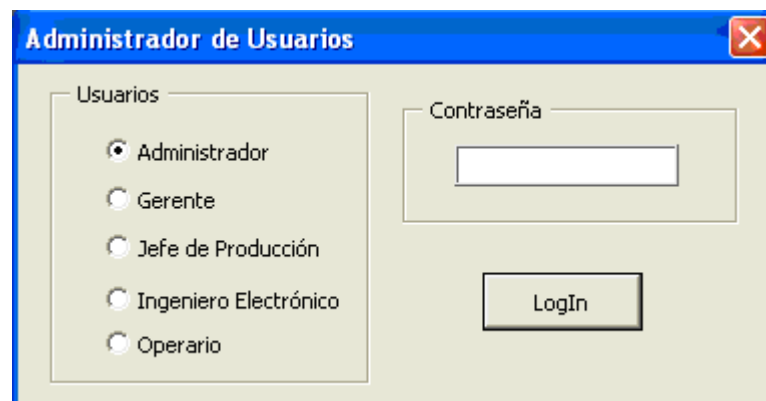 Administrador de Usuarios
Usuarios
Administrador
Gerente
Jefe de Producción
Ingeniero Electrónico
Operario
Contraseña
LogIn